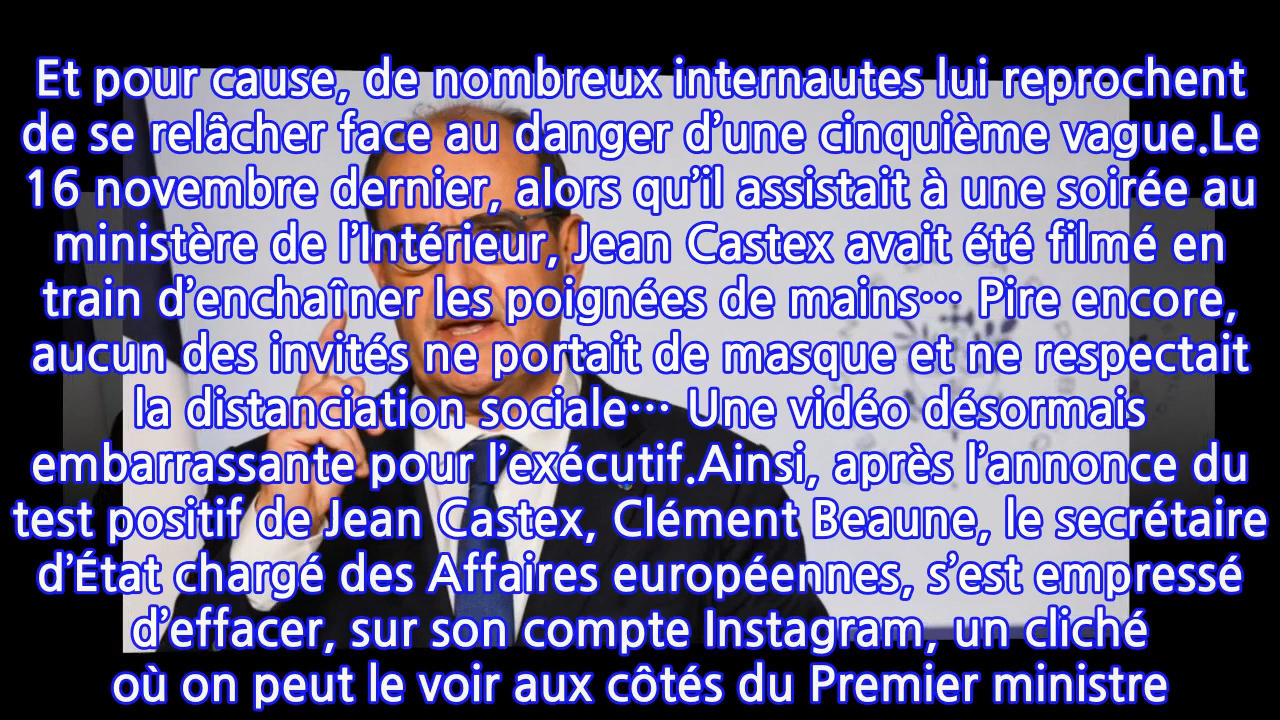 Et pour cause, de nombreux internautes lui reprochent
de se relâcher face au danger d’une cinquième vague.Le
16 novembre dernier, alors qu’il assistait à une soirée au
ministère de l’Intérieur, Jean Castex avait été filmé en
train d’enchaîner les poignées de mains… Pire encore,
aucun des invités ne portait de masque et ne respectait
la distanciation sociale… Une vidéo désormais
embarrassante pour l’exécutif.Ainsi, après l’annonce du
test positif de Jean Castex, Clément Beaune, le secrétaire
d’État chargé des Affaires européennes, s’est empressé
d’effacer, sur son compte Instagram, un cliché
où on peut le voir aux côtés du Premier ministre